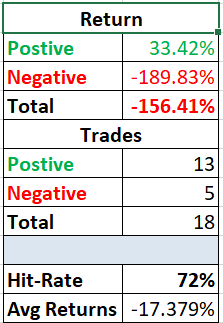 Return
Postive 33.42%
Negative -189.83%
Total -156.41%
Trades
Postive 13
Negative 5
Total 18
Hit-Rate 72%
Avg Returns -17.379%